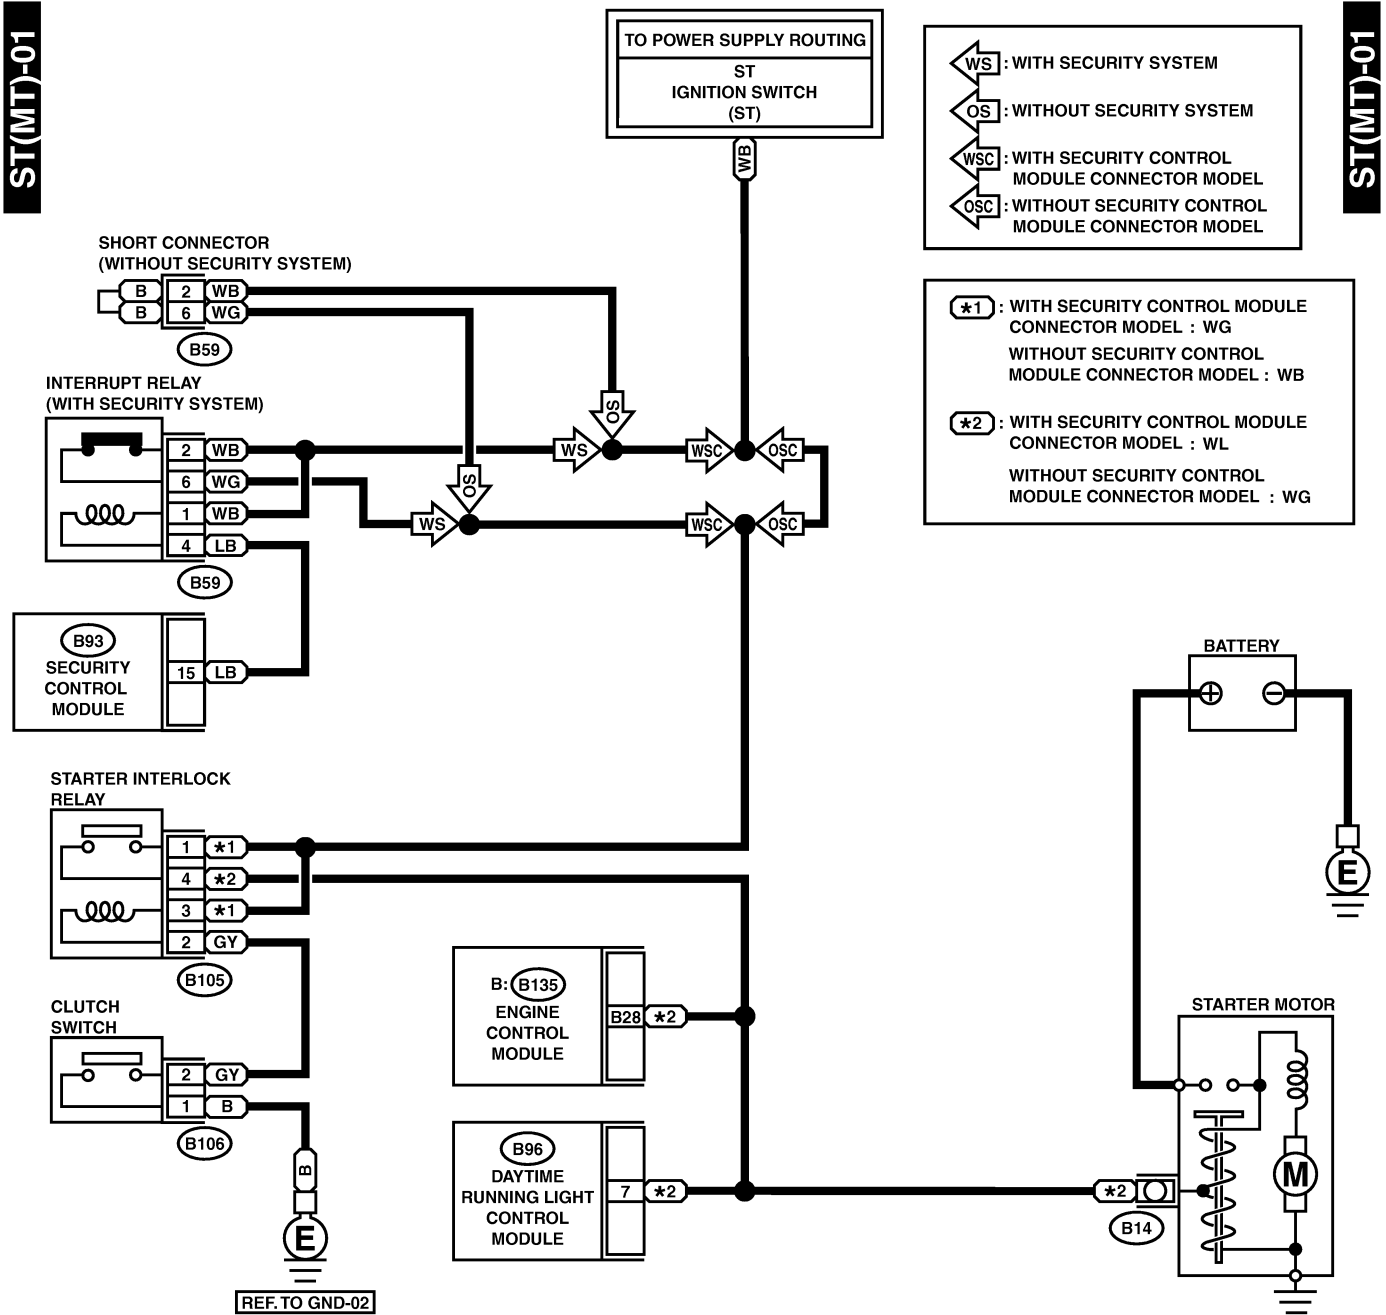 ST(MT)-01
ST(MT)-01
TO POWER SUPPLY ROUTING
ST
IGNITION SWITCH
(ST)
WB
WS : WITH SECURITY SYSTEM
OS : WITHOUT SECURITY SYSTEM
WSC : WITH SECURITY CONTROL
MODULE CONNECTOR MODEL
OSC : WITHOUT SECURITY CONTROL
MODULE CONNECTOR MODEL
*1 : WITH SECURITY CONTROL MODULE
CONNECTOR MODEL : WG
WITHOUT SECURITY CONTROL
MODULE CONNECTOR MODEL : WB
*2 : WITH SECURITY CONTROL MODULE
CONNECTOR MODEL : WL
WITHOUT SECURITY CONTROL
MODULE CONNECTOR MODEL : WG
SHORT CONNECTOR
(WITHOUT SECURITY SYSTEM)
B 2 WB
B 6 WG
B59
INTERRUPT RELAY
(WITH SECURITY SYSTEM)
2 WB
6 WG
1 WB
4 LB
B59
OS
WS WSC OSC
OS
WS WSC OSC
B93
SECURITY
CONTROL
MODULE
15 LB
BATTERY
+ −
E
STARTER INTERLOCK
RELAY
1 *1
4 *2
3 *1
2 GY
B105
CLUTCH
SWITCH
2 GY
1 B
B106
B
E
REF. TO GND-02
B: B135
ENGINE
CONTROL
MODULE
B28 *2
B96
DAYTIME
RUNNING LIGHT
CONTROL
MODULE
7 *2
STARTER MOTOR
*2
B14
M